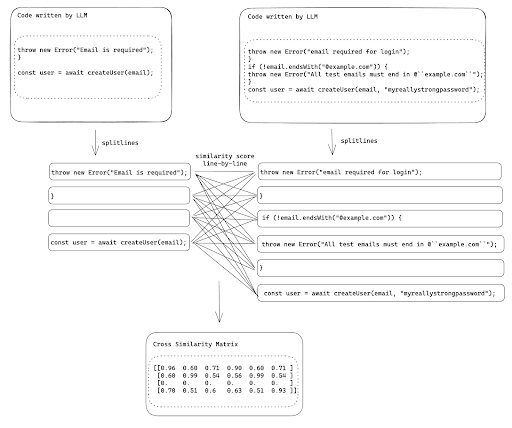 Code written by LLM
throw new Error("Email is required");
}
const user = await createUser(email);
Code written by LLM
throw new Error("email required for login");
}
if (!email.endsWith("@example.com")) {
throw new Error("All test emails must end in @``example.com``");
}
const user = await createUser(email, "myreallystrongpassword");
splitlines
splitlines
similarity score
line-by-line
throw new Error("Email is required");
}
const user = await createUser(email);
throw new Error("email required for login");
}
if (!email.endsWith("@example.com")) {
throw new Error("All test emails must end in @``example.com``");
}
const user = await createUser(email, "myreallystrongpassword");
Cross Similarity Matrix
[[0.96 0.60 0.71 0.90 0.60 0.71 ]
[0.60 0.99 0.54 0.56 0.99 0.54 ]
[0. 0. 0. 0. 0. 0. ]
[0.70 0.51 0.6 0.63 0.51 0.93 ]]